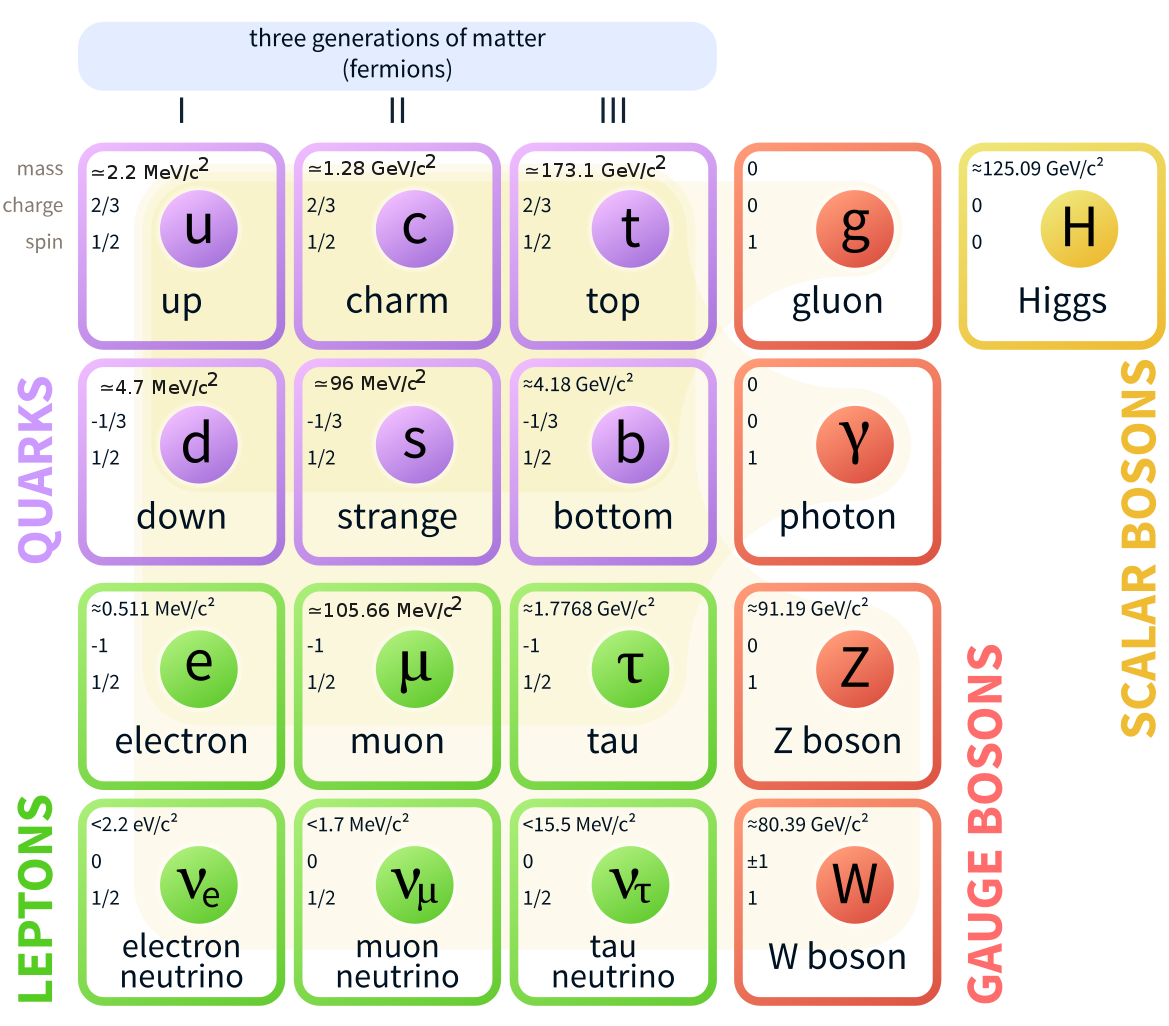 three generations of matter
(fermions)
I II III
mass
charge
spin
≃2.2 MeV/c²
2/3
1/2
u
up
≃1.28 GeV/c²
2/3
1/2
c
charm
≃173.1 GeV/c²
2/3
1/2
t
top
0
0
1
g
gluon
≈125.09 GeV/c²
0
0
H
Higgs
QUARKS
≃4.7 MeV/c²
-1/3
1/2
d
down
≃96 MeV/c²
-1/3
1/2
s
strange
≈4.18 GeV/c²
-1/3
1/2
b
bottom
0
0
1
γ
photon
SCALAR BOSONS
≈0.511 MeV/c²
-1
1/2
e
electron
≃105.66 MeV/c²
-1
1/2
μ
muon
≈1.7768 GeV/c²
-1
1/2
τ
tau
≈91.19 GeV/c²
0
1
Z
Z boson
LEPTONS
<2.2 eV/c²
0
1/2
νe
electron
neutrino
<1.7 MeV/c²
0
1/2
νμ
muon
neutrino
<15.5 MeV/c²
0
1/2
ντ
tau
neutrino
≈80.39 GeV/c²
±1
1
W
W boson
GAUGE BOSONS